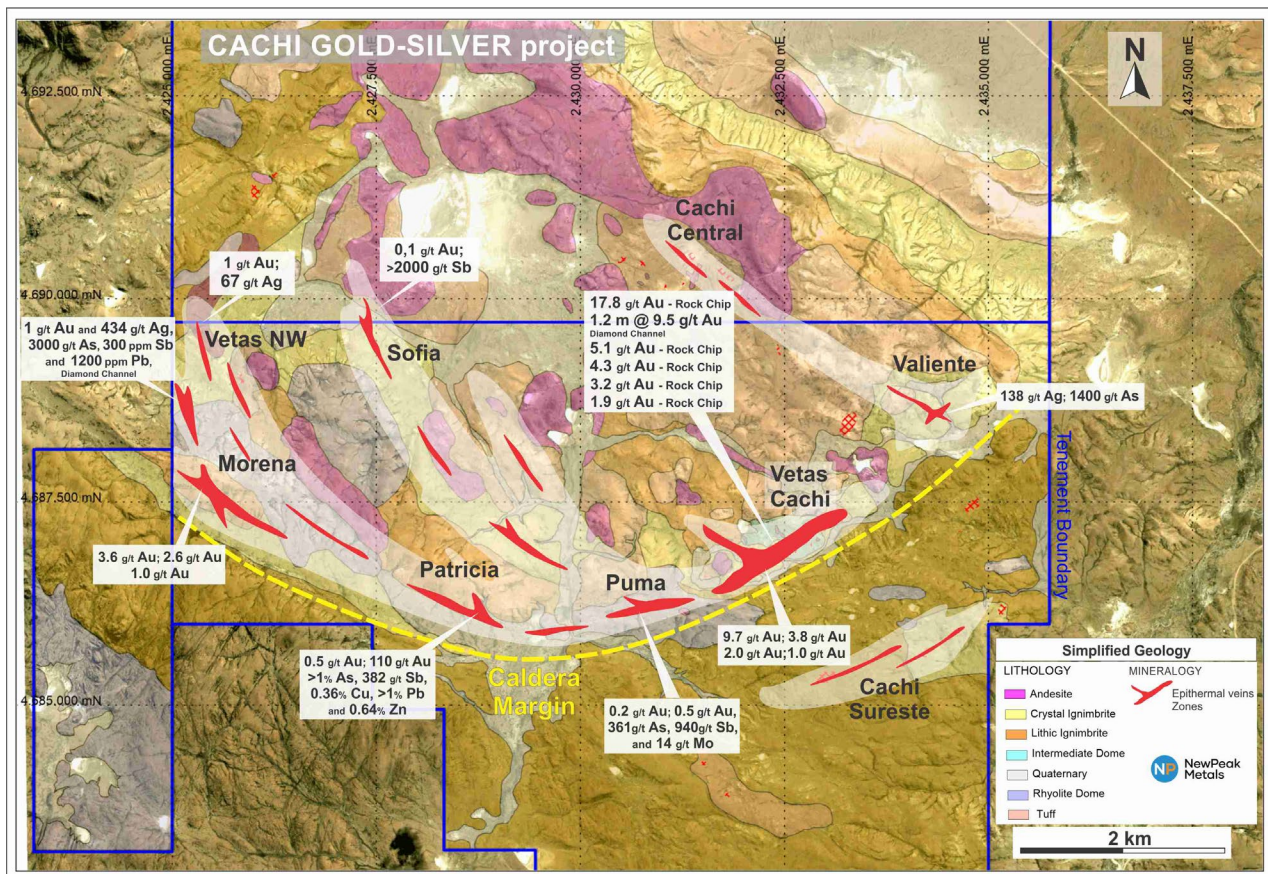 CACHI GOLD-SILVER project
N
2.425.000 mE
2.427.500 mE
2.430.000 mE
2.432.500 mE
2.435.000 mE
2.437.500 mE
4.692.500 mN
4.690.000 mN
4.687.500 mN
4.685.000 mN
Cachi
Central
1 g/t Au;
67 g/t Ag
0,1 g/t Au;
>2000 g/t Sb
1 g/t Au and 434 g/t Ag,
3000 g/t As, 300 ppm Sb
and 1200 ppm Pb,
Diamond Channel
Vetas NW
Sofia
17.8 g/t Au - Rock Chip
1.2 m @ 9.5 g/t Au
Diamond Channel
5.1 g/t Au - Rock Chip
4.3 g/t Au - Rock Chip
3.2 g/t Au - Rock Chip
1.9 g/t Au - Rock Chip
Valiente
138 g/t Ag; 1400 g/t As
Tenement Boundary
Morena
Vetas
Cachi
3.6 g/t Au; 2.6 g/t Au
1.0 g/t Au
Patricia
Puma
0.5 g/t Au; 110 g/t Au
>1% As, 382 g/t Sb,
0.36% Cu, >1% Pb
and 0.64% Zn
Caldera
Margin
9.7 g/t Au; 3.8 g/t Au
2.0 g/t Au;1.0 g/t Au
0.2 g/t Au; 0.5 g/t Au,
361g/t As, 940g/t Sb,
and 14 g/t Mo
Cachi
Sureste
Simplified Geology
LITHOLOGY
Andesite
Crystal Ignimbrite
Lithic Ignimbrite
Intermediate Dome
Quaternary
Rhyolite Dome
Tuff
MINERALOGY
Epithermal veins
Zones
NP
NewPeak
Metals
2 km